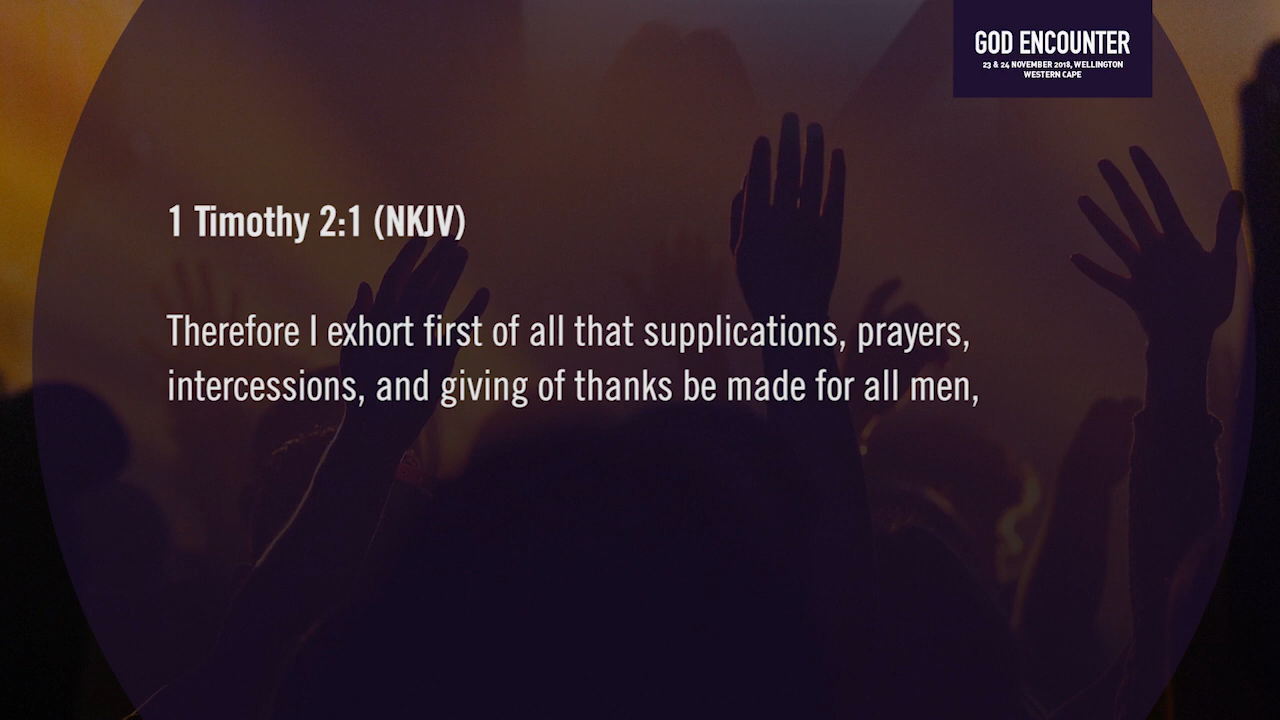 GOD ENCOUNTER
23 & 24 NOVEMBER 2018, WELLINGTON
WESTERN CAPE
1 Timothy 2:1 (NKJV)
Therefore I exhort first of all that supplications, prayers,
intercessions, and giving of thanks be made for all men,